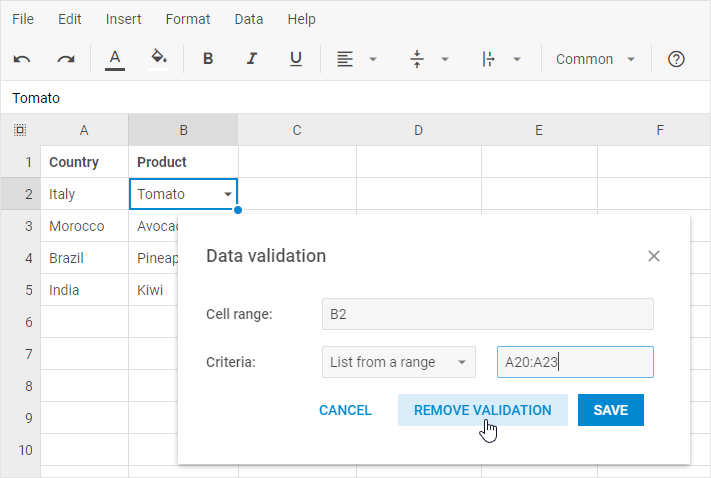 File Edit Insert Format Data Help
A B I U Common ?
Tomato
A B C D E F
1 Country Product
2 Italy Tomato
3 Morocco Avoca
4 Brazil Pineap
5 India Kiwi
6
7
8
9
10
Data validation
Cell range: B2
Criteria: List from a range A20:A23
CANCEL REMOVE VALIDATION SAVE